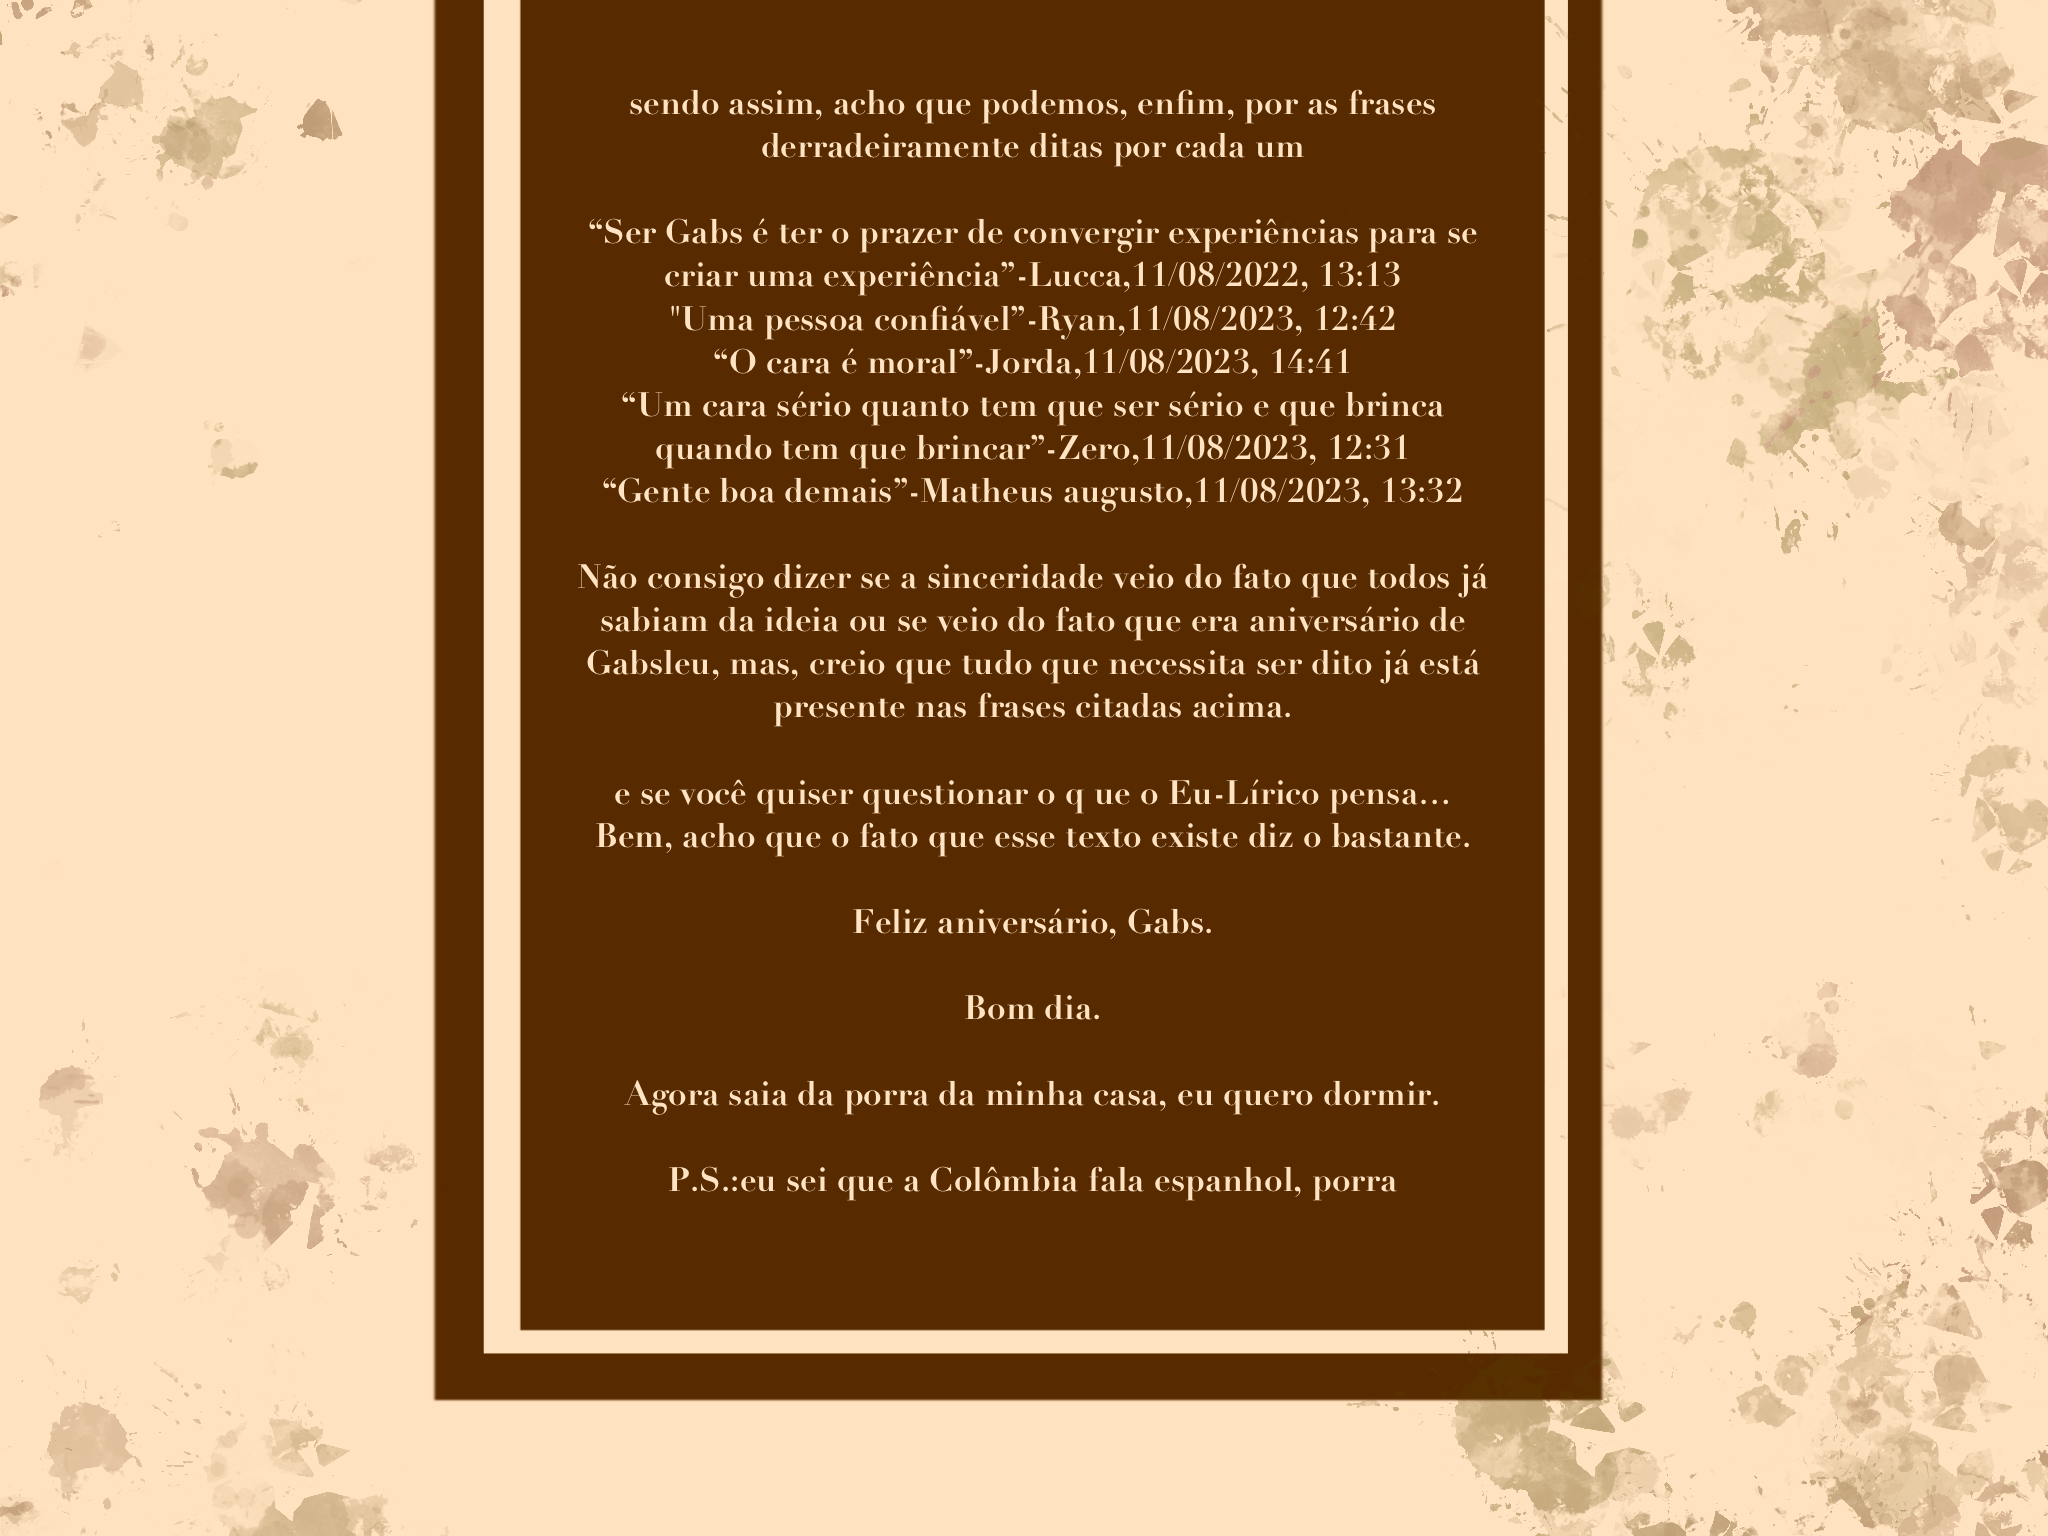 sendo assim, acho que podemos, enfim, por as frases
derradeiramente ditas por cada um
“Ser Gabs é ter o prazer de convergir experiências para se
criar uma experiência”-Lucca,11/08/2022, 13:13
"Uma pessoa confiável”-Ryan,11/08/2023, 12:42
“O cara é moral”-Jorda,11/08/2023, 14:41
“Um cara sério quanto tem que ser sério e que brinca
quando tem que brincar”-Zero,11/08/2023, 12:31
“Gente boa demais”-Matheus augusto,11/08/2023, 13:32
Não consigo dizer se a sinceridade veio do fato que todos já
sabiam da ideia ou se veio do fato que era aniversário de
Gabsleu, mas, creio que tudo que necessita ser dito já está
presente nas frases citadas acima.
e se você quiser questionar o q ue o Eu-Lírico pensa...
Bem, acho que o fato que esse texto existe diz o bastante.
Feliz aniversário, Gabs.
Bom dia.
Agora saia da porra da minha casa, eu quero dormir.
P.S.:eu sei que a Colômbia fala espanhol, porra